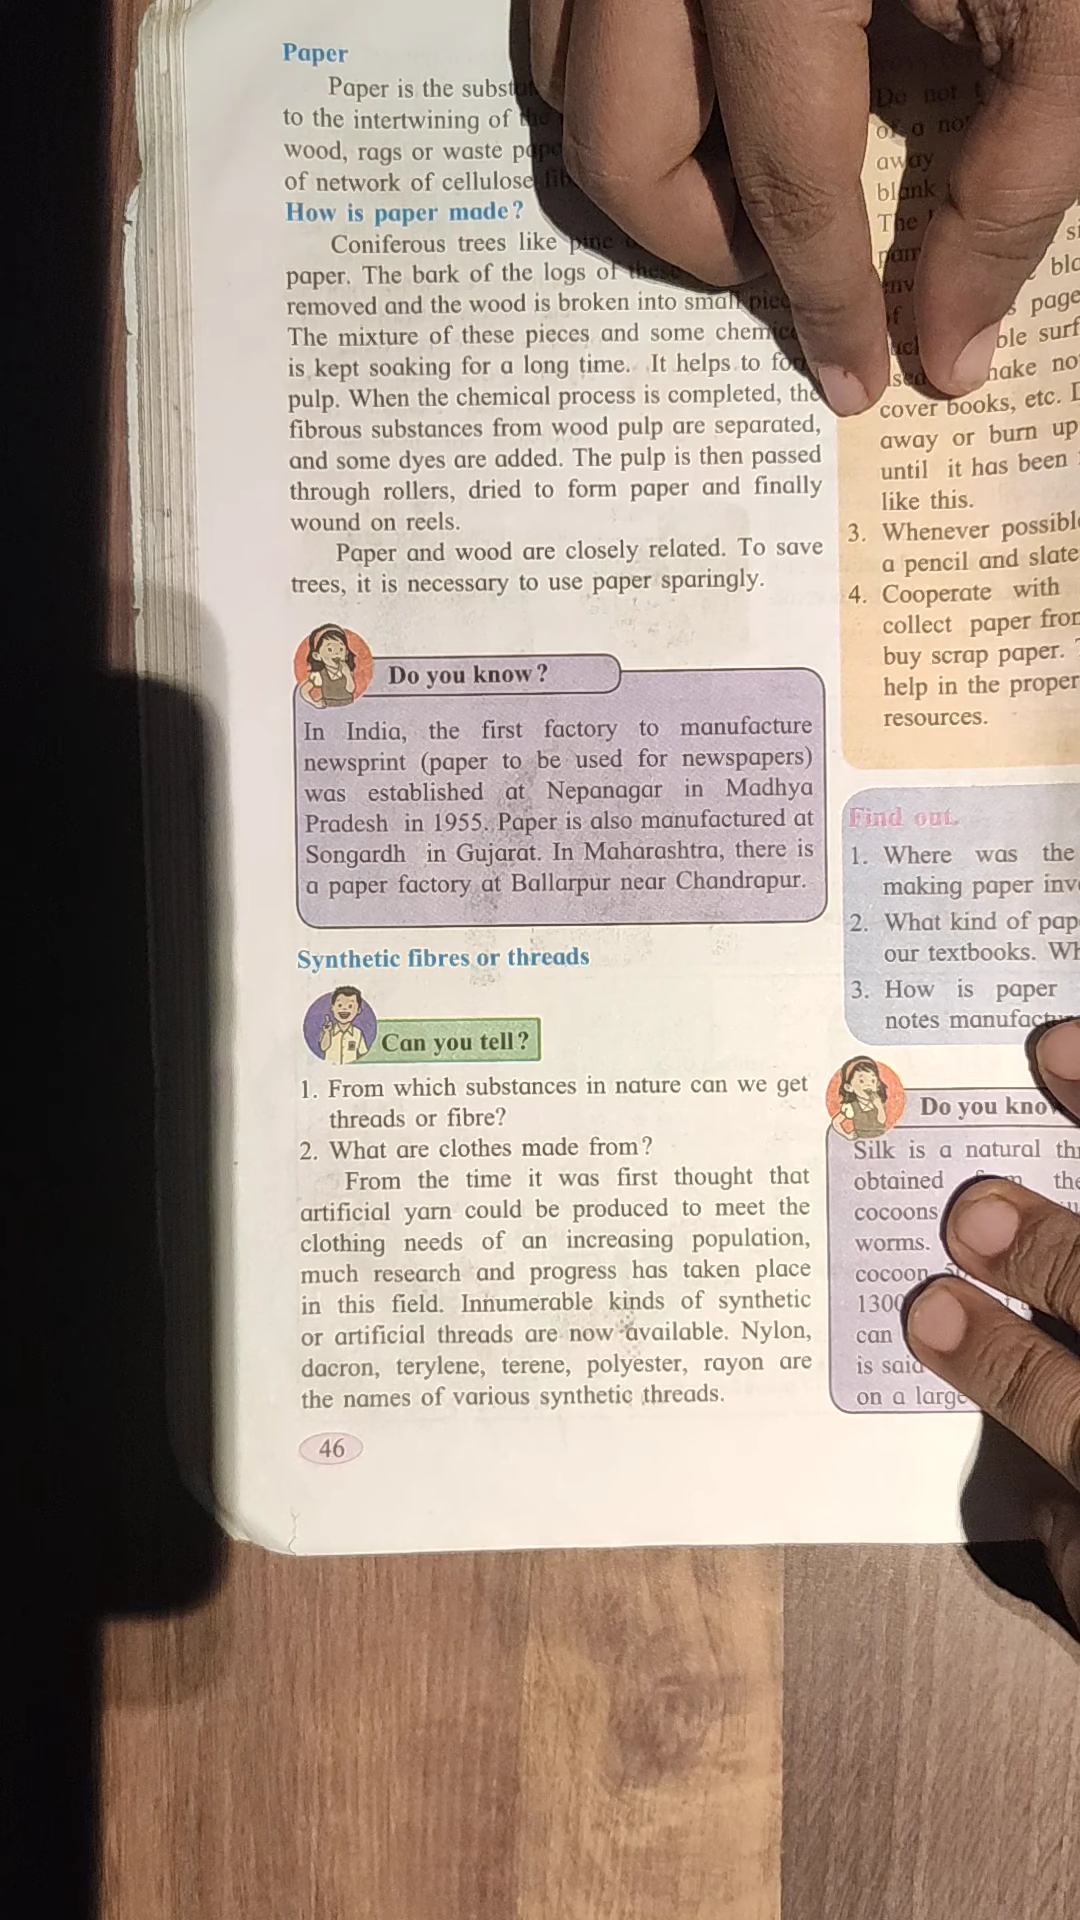 Paper
Paper is the
to the intertwining of
wood, rags or waste
of network of cellulose
How is paper made?
Coniferous trees like pine
paper. The bark of the logs of these
removed and the wood is broken into small
The mixture of these pieces and some
is kept soaking for a long time. It helps to
pulp. When the chemical process is completed, the
fibrous substances from wood pulp are separated,
and some dyes are added. The pulp is then passed
through rollers, dried to form paper and finally
wound on reels.
Paper and wood are closely related. To save
trees, it is necessary to use paper sparingly.
Do you know?
In India, the first factory to manufacture
newsprint (paper to be used for newspapers)
was established at Nepanagar in Madhya
Pradesh in 1955. Paper is also manufactured at
Songardh in Gujarat. In Maharashtra, there is
a paper factory at Ballarpur near Chandrapur.
Synthetic fibres or threads
Can you tell?
1. From which substances in nature can we get
threads or fibre?
2. What are clothes made from?
From the time it was first thought that
artificial yarn could be produced to meet the
clothing needs of an increasing population,
much research and progress has taken place
in this field. Innumerable kinds of synthetic
or artificial threads are now available. Nylon,
dacron, terylene, terene, polyester, rayon are
the names of various synthetic threads.
46
Do not
of a
away
blank
The
page
make
cover books, etc.
away or burn up
until it has been
like this.
3. Whenever
a pencil and slate
4. Cooperate with
collect paper
buy scrap paper.
help in the proper
resources.
Find out.
1. Where was the
making paper
2. What kind of
our textbooks.
3. How is paper
notes
Do you
Silk is a natural
obtained the
cocoons
worms.
cocoon
can
is said
on a large